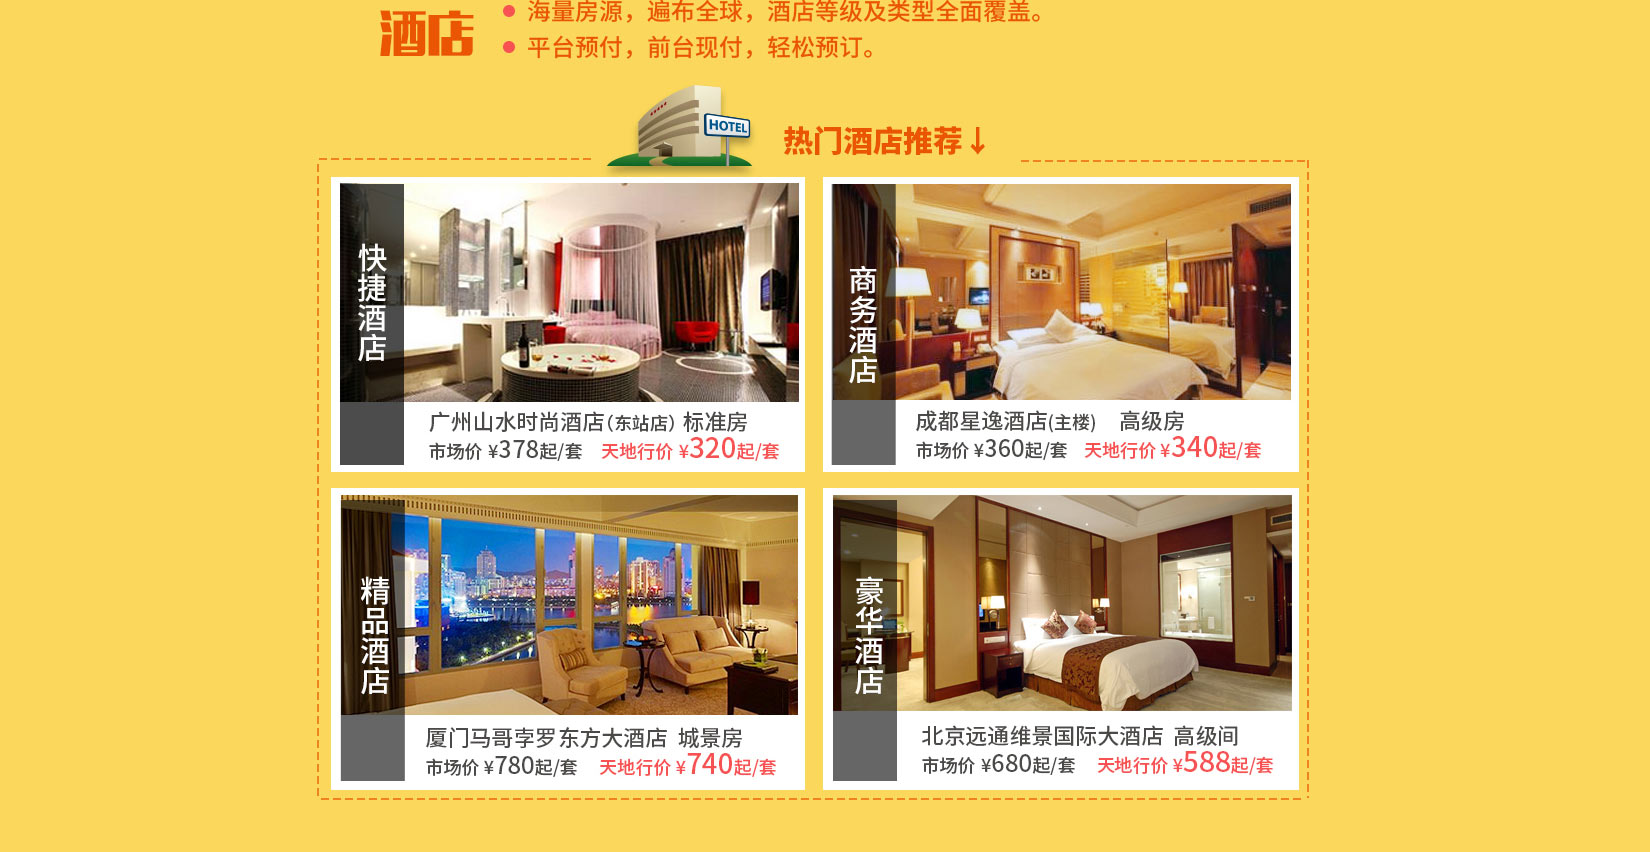 酒店
海量房源，遍布全球，酒店等级及类型全面覆盖。
平台预付，前台现付，轻松预订。
HOTEL
热门酒店推荐↓
快捷酒店
广州山水时尚酒店(东站店) 标准房
市场价 ¥378起/套 天地行价 ¥320起/套
商务酒店
成都星逸酒店(主楼) 高级房
市场价 ¥360起/套 天地行价 ¥340起/套
精品酒店
厦门马哥孛罗东方大酒店 城景房
市场价 ¥780起/套 天地行价 ¥740起/套
豪华酒店
北京远通维景国际大酒店 高级间
市场价 ¥680起/套 天地行价 ¥588起/套